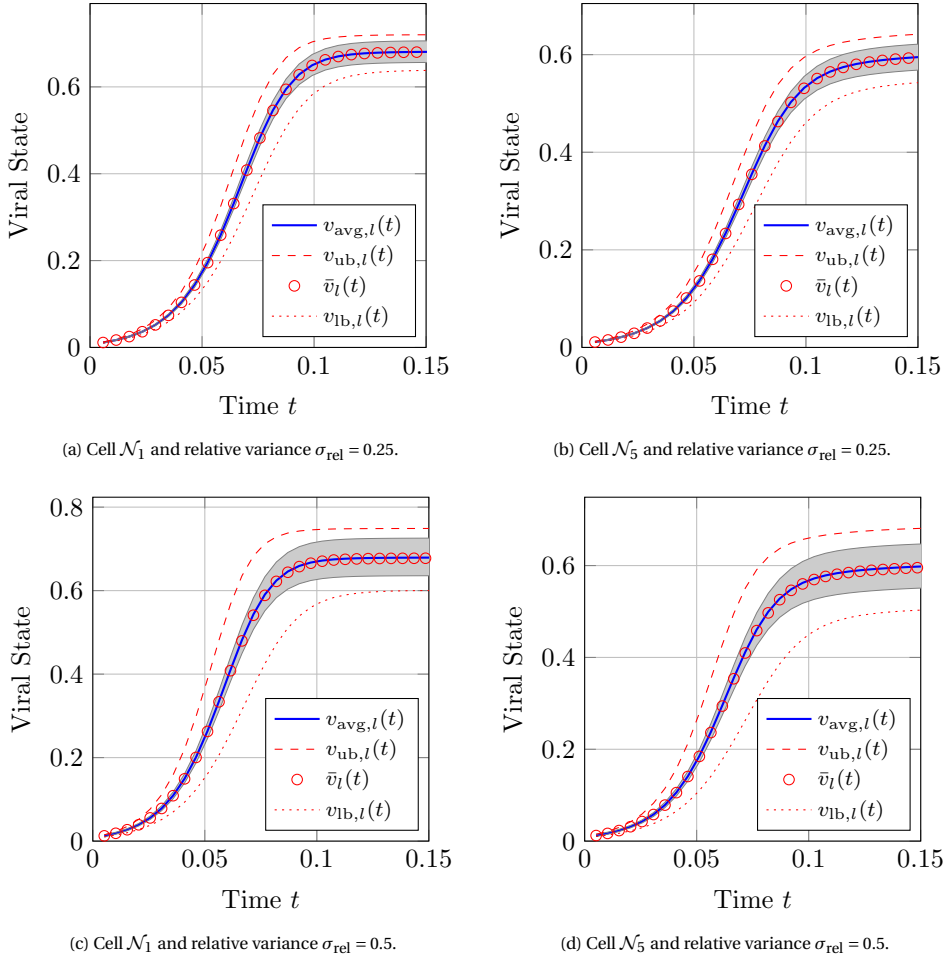 0.6
0.4
0.2
0
Viral State
v_avg,l(t)
v_ub,l(t)
v̄_l(t)
v_lb,l(t)
0 0.05 0.1 0.15
Time t
(a) Cell 𝒩₁ and relative variance σ_rel = 0.25.
0.6
0.4
0.2
0
Viral State
v_avg,l(t)
v_ub,l(t)
v̄_l(t)
v_lb,l(t)
0 0.05 0.1 0.15
Time t
(b) Cell 𝒩₅ and relative variance σ_rel = 0.25.
0.8
0.6
0.4
0.2
0
Viral State
v_avg,l(t)
v_ub,l(t)
v̄_l(t)
v_lb,l(t)
0 0.05 0.1 0.15
Time t
(c) Cell 𝒩₁ and relative variance σ_rel = 0.5.
0.6
0.4
0.2
0
Viral State
v_avg,l(t)
v_ub,l(t)
v̄_l(t)
v_lb,l(t)
0 0.05 0.1 0.15
Time t
(d) Cell 𝒩₅ and relative variance σ_rel = 0.5.